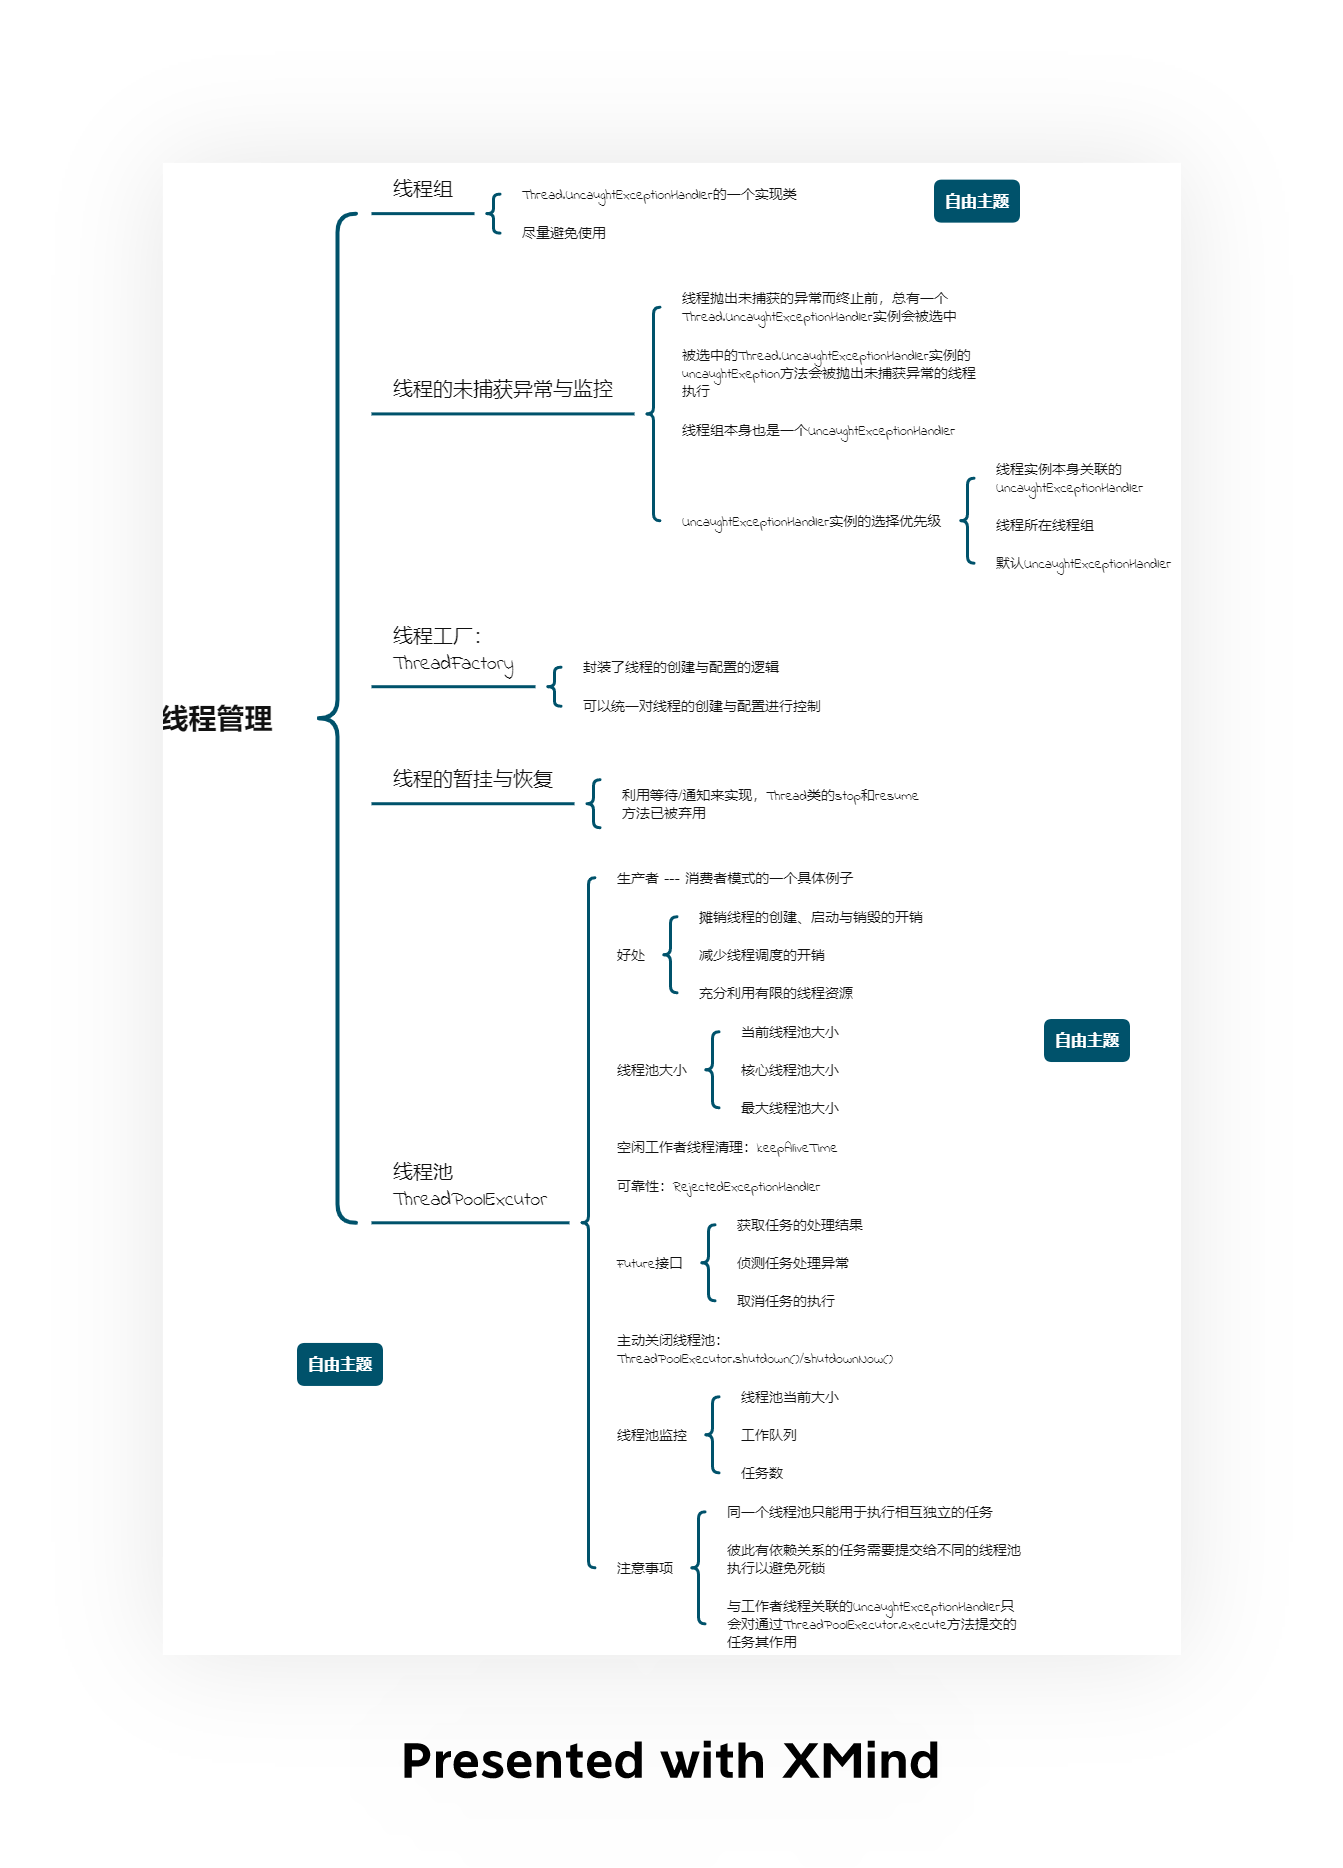 线程组
Thread.UncaughtExceptionHandler的一个实现类
尽量避免使用
自由主题
线程的未捕获异常与监控
线程抛出未捕获的异常而终止前，总有一个
Thread.UncaughtExceptionHandler实例会被选中
被选中的Thread.UncaughtExceptionHandler实例的
uncaughtExeption方法会被抛出未捕获异常的线程
执行
线程组本身也是一个UncaughtExceptionHandler
UncaughtExceptionHandler实例的选择优先级
线程实例本身关联的
UncaughtExceptionHandler
线程所在线程组
默认UncaughtExceptionHandler
线程管理
线程工厂：
ThreadFactory
封装了线程的创建与配置的逻辑
可以统一对线程的创建与配置进行控制
线程的暂挂与恢复
利用等待/通知来实现，Thread类的stop和resume
方法已被弃用
线程池
ThreadPoolExcutor
生产者 --- 消费者模式的一个具体例子
好处
摊销线程的创建、启动与销毁的开销
减少线程调度的开销
充分利用有限的线程资源
线程池大小
当前线程池大小
核心线程池大小
最大线程池大小
自由主题
空闲工作者线程清理：keepAliveTime
可靠性：RejectedExceptionHandler
Future接口
获取任务的处理结果
侦测任务处理异常
取消任务的执行
主动关闭线程池：
ThreadPoolExecutor.shutdown()/shutdownNow()
自由主题
线程池监控
线程池当前大小
工作队列
任务数
注意事项
同一个线程池只能用于执行相互独立的任务
彼此有依赖关系的任务需要提交给不同的线程池
执行以避免死锁
与工作者线程关联的UncaughtExceptionHandler只
会对通过ThreadPoolExecutor.execute方法提交的
任务其作用
Presented with XMind